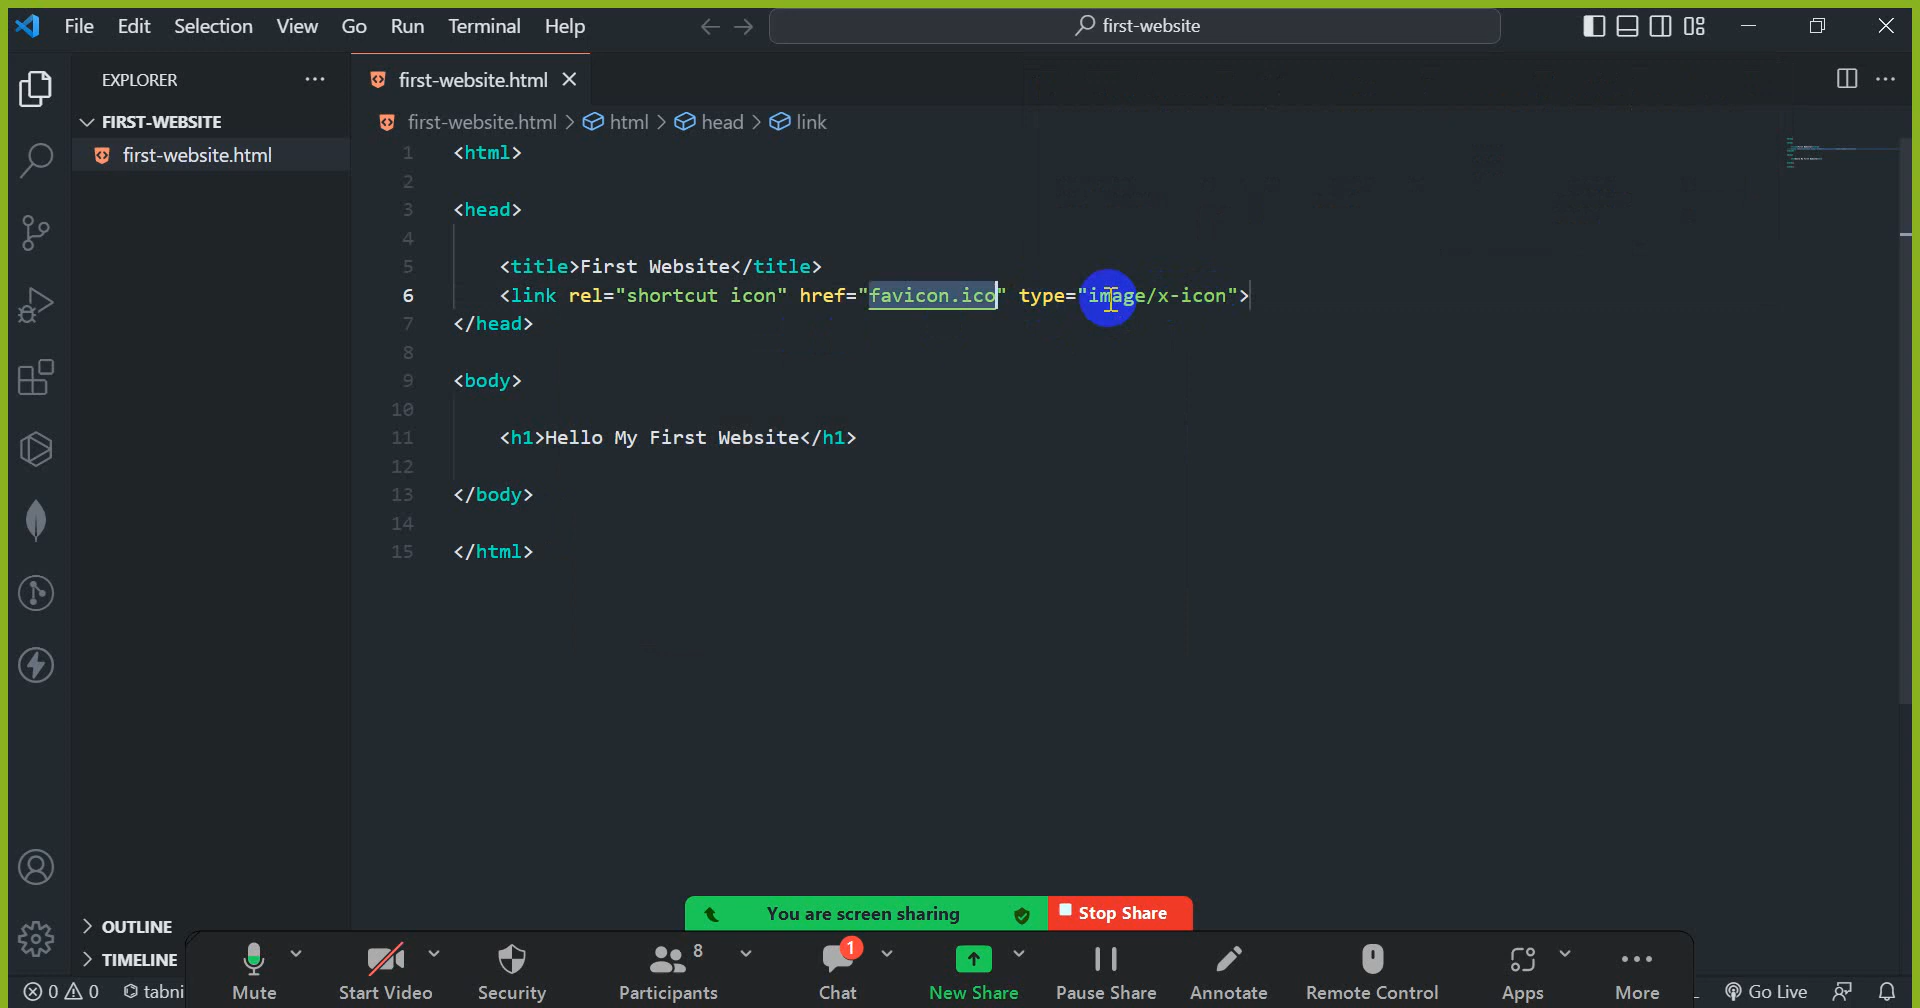 File Edit Selection View Go Run Terminal Help first-website
EXPLORER
FIRST-WEBSITE
first-website.html
first-website.html
first-website.html > html > head > link
1 <html>
2
3 <head>
4
5 <title>First Website</title>
6 <link rel="shortcut icon" href="favicon.ico" type="image/x-icon">
7 </head>
8
9 <body>
10
11 <h1>Hello My First Website</h1>
12
13 </body>
14
15 </html>
OUTLINE
TIMELINE
You are screen sharing Stop Share
8 1
Mute Start Video Security Participants Chat New Share Pause Share Annotate Remote Control Apps More
0 0 tabni Go Live